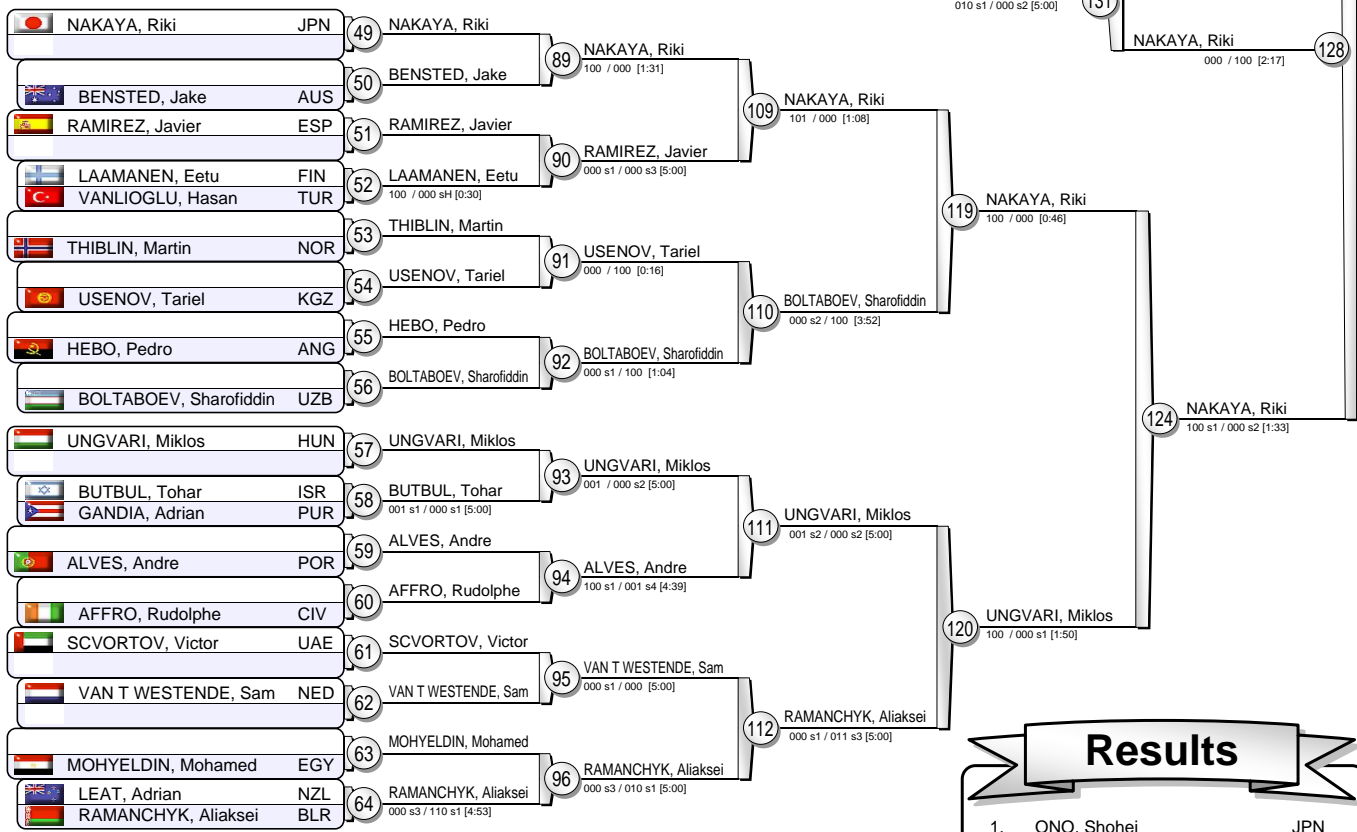 010 s1 / 000 s2 [5:00]
131
NAKAYA, Riki
000 / 100 [2:17]
128
NAKAYA, Riki JPN
49
NAKAYA, Riki
89
NAKAYA, Riki
100 / 000 [1:31]
BENSTED, Jake AUS
50
BENSTED, Jake
109
NAKAYA, Riki
101 / 000 [1:08]
RAMIREZ, Javier ESP
51
RAMIREZ, Javier
90
RAMIREZ, Javier
000 s1 / 000 s3 [5:00]
LAAMANEN, Eetu FIN
VANLIOGLU, Hasan TUR
52
LAAMANEN, Eetu
100 / 000 sH [0:30]
119
NAKAYA, Riki
100 / 000 [0:46]
THIBLIN, Martin NOR
53
THIBLIN, Martin
91
USENOV, Tariel
000 / 100 [0:16]
USENOV, Tariel KGZ
54
USENOV, Tariel
110
BOLTABOEV, Sharofiddin
000 s2 / 100 [3:52]
HEBO, Pedro ANG
55
HEBO, Pedro
92
BOLTABOEV, Sharofiddin
000 s1 / 100 [1:04]
BOLTABOEV, Sharofiddin UZB
56
BOLTABOEV, Sharofiddin
124
NAKAYA, Riki
100 s1 / 000 s2 [1:33]
UNGVARI, Miklos HUN
57
UNGVARI, Miklos
93
UNGVARI, Miklos
001 / 000 s2 [5:00]
BUTBUL, Tohar ISR
GANDIA, Adrian PUR
58
BUTBUL, Tohar
001 s1 / 000 s1 [5:00]
111
UNGVARI, Miklos
001 s2 / 000 s2 [5:00]
ALVES, Andre POR
59
ALVES, Andre
94
ALVES, Andre
100 s1 / 001 s4 [4:39]
AFFRO, Rudolphe CIV
60
AFFRO, Rudolphe
120
UNGVARI, Miklos
100 / 000 s1 [1:50]
SCVORTOV, Victor UAE
61
SCVORTOV, Victor
95
VAN T WESTENDE, Sam
000 s1 / 000 [5:00]
VAN T WESTENDE, Sam NED
62
VAN T WESTENDE, Sam
112
RAMANCHYK, Aliaksei
000 s1 / 011 s3 [5:00]
MOHYELDIN, Mohamed EGY
63
MOHYELDIN, Mohamed
96
RAMANCHYK, Aliaksei
000 s3 / 010 s1 [5:00]
LEAT, Adrian NZL
RAMANCHYK, Aliaksei BLR
64
RAMANCHYK, Aliaksei
000 s3 / 110 s1 [4:53]
Results
1. ONO, Shohei JPN